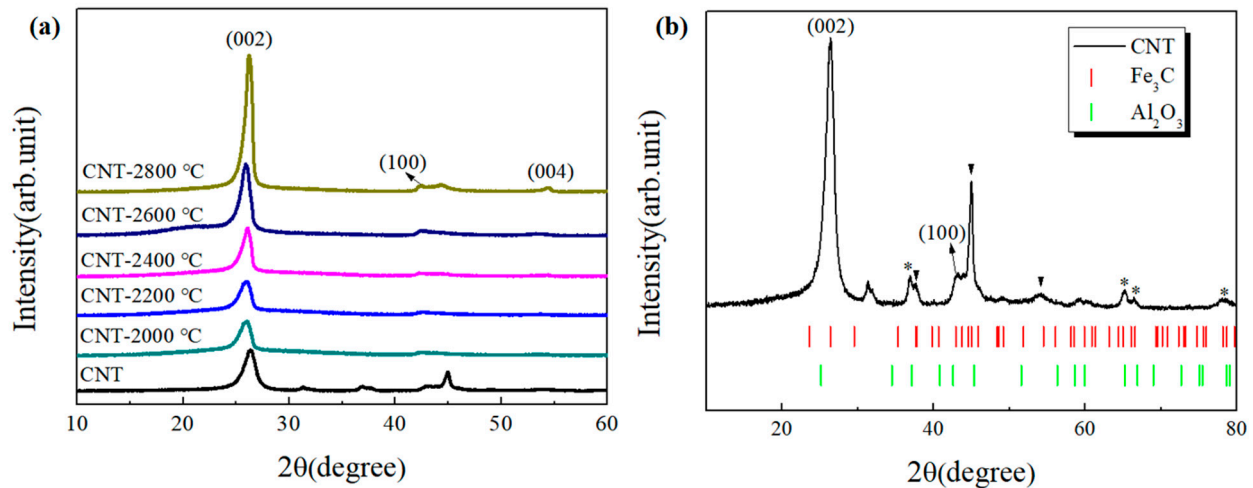 (a)
(002)
CNT-2800 ℃
(100)
(004)
CNT-2600 ℃
CNT-2400 ℃
CNT-2200 ℃
CNT-2000 ℃
CNT
Intensity(arb.unit)
10 20 30 40 50 60
2θ(degree)
(b)
(002)
CNT
Fe₃C
Al₂O₃
(100)
*
*
*
*
Intensity(arb.unit)
20 40 60 80
2θ(degree)